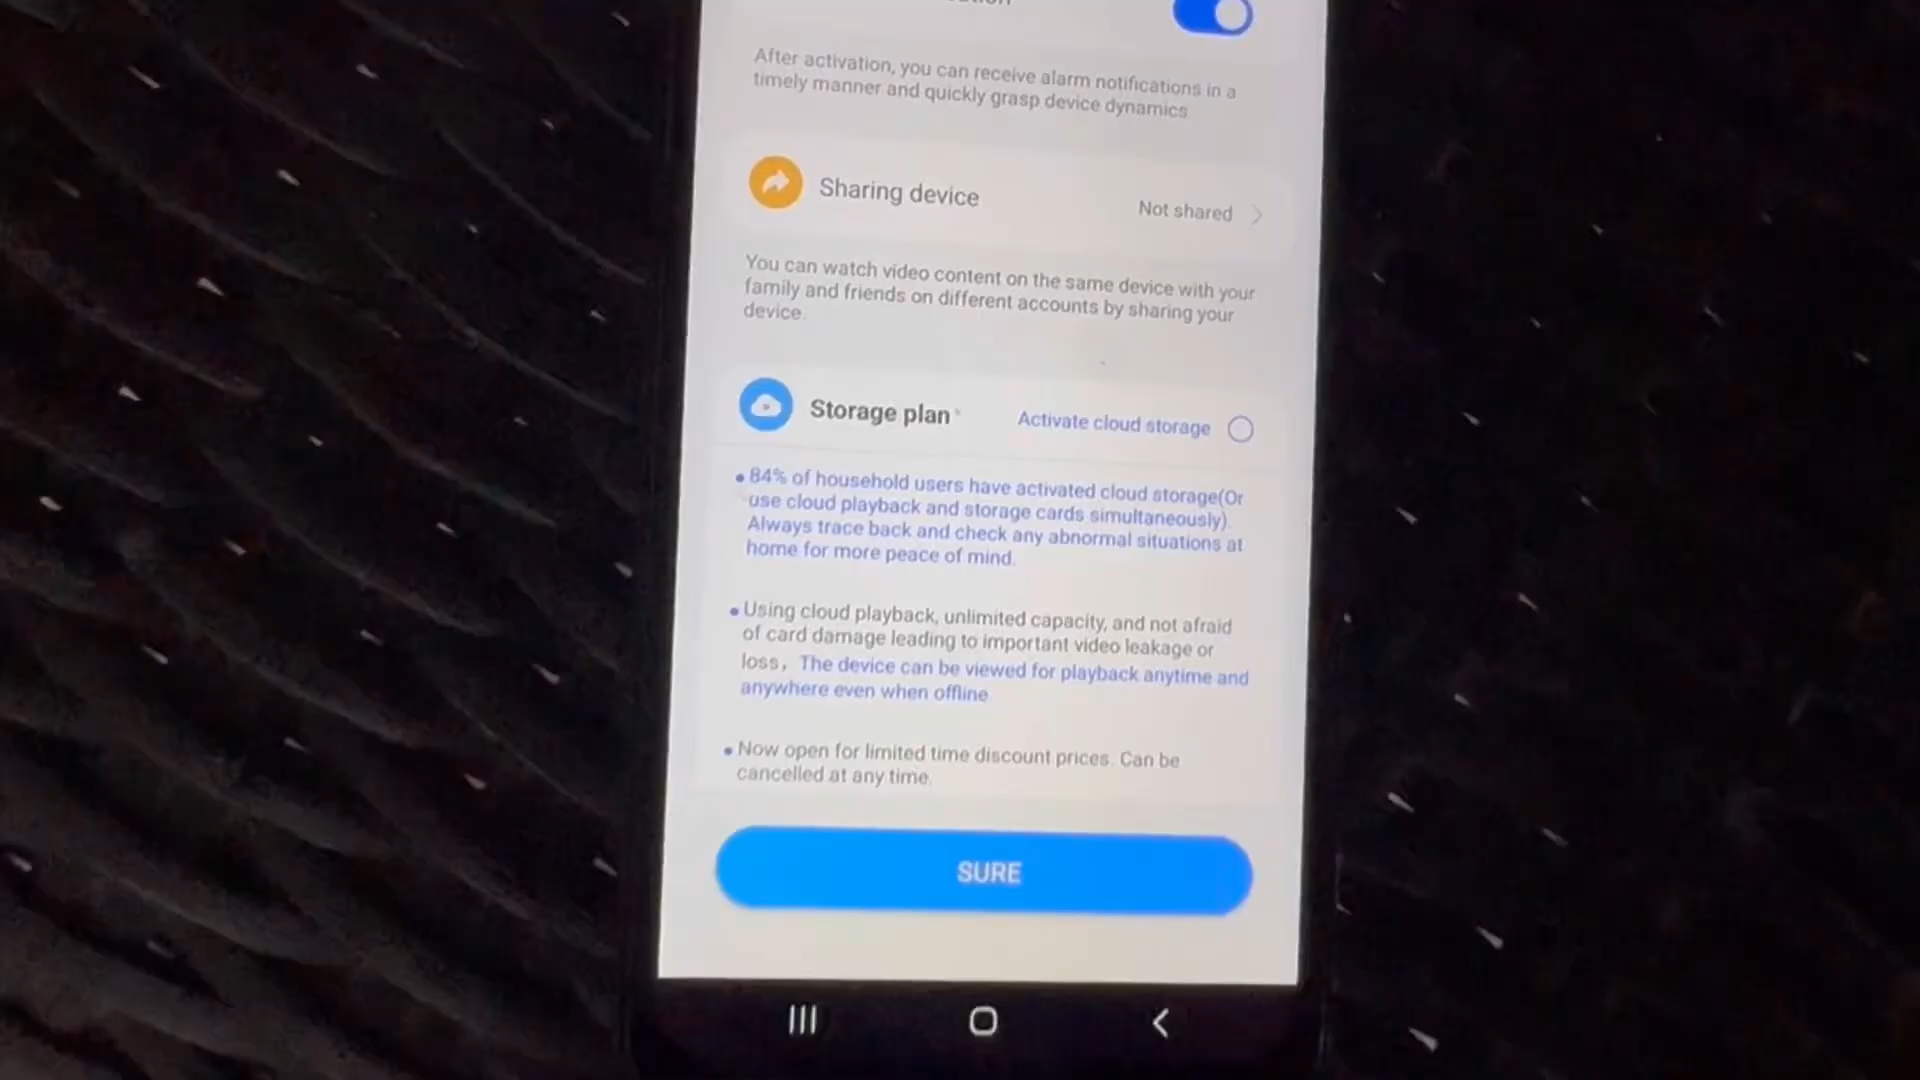 After activation, you can receive alarm notifications in a
timely manner and quickly grasp device dynamics
Sharing device
Not shared
You can watch video content on the same device with your
family and friends on different accounts by sharing your
device.
Storage plan
Activate cloud storage
84% of household users have activated cloud storage(Or
use cloud playback and storage cards simultaneously).
Always trace back and check any abnormal situations at
home for more peace of mind.
Using cloud playback, unlimited capacity, and not afraid
of card damage leading to important video leakage or
loss，The device can be viewed for playback anytime and
anywhere even when offline
Now open for limited time discount prices. Can be
cancelled at any time.
SURE